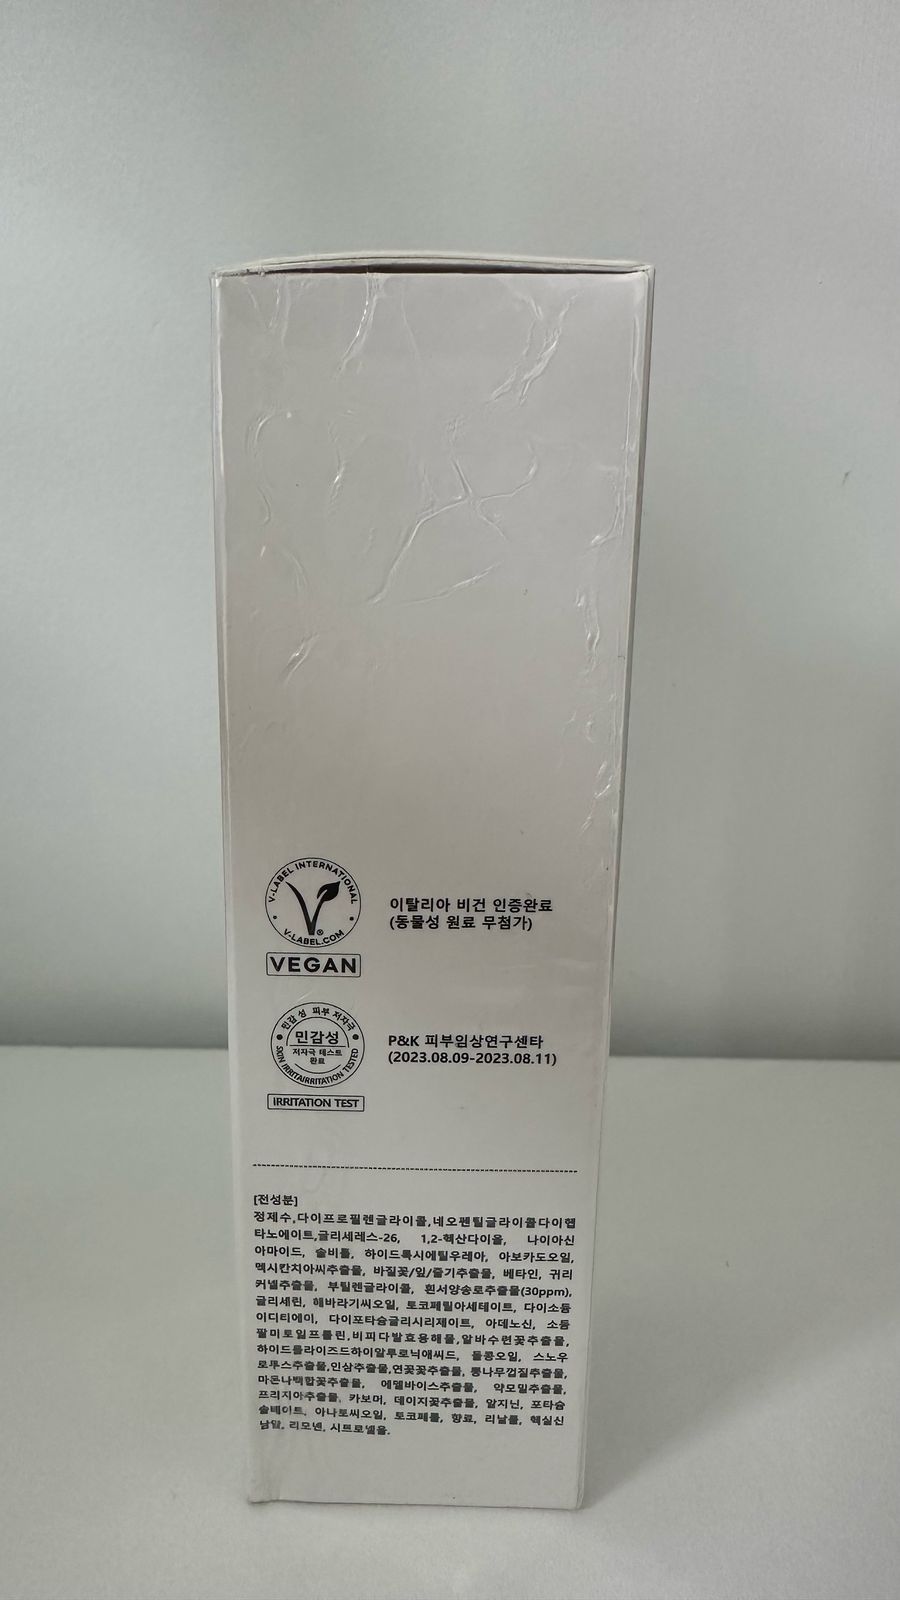 V-LABEL INTERNATIONAL
V-LABEL.COM
VEGAN
이탈리아 비건 인증완료
(동물성 원료 무첨가)
민감성 피부 저자극
민감성
저자극 테스트
완료
SKIN IRRITAIRRITATION TESTED
IRRITATION TEST
P&K 피부임상연구센타
(2023.08.09-2023.08.11)
[전성분]
정제수,다이프로필렌글라이콜,네오펜틸글라이콜다이헵
타노에이트,글리세레스-26, 1,2-헥산다이올, 나이아신
아마이드, 솔비톨, 하이드록시에틸우레아, 아보카도오일,
멕시칸치아씨추출물, 바질꽃/잎/줄기추출물, 베타인, 귀리
커넬추출물, 부틸렌글라이콜, 흰서양송로추출물(30ppm),
글리세린, 해바라기씨오일, 토코페릴아세테이트, 다이소듐
이디티에이, 다이포타슘글리시리제이트, 아데노신, 소듐
팔미토일프롤린,비피다발효용해물,알바수련꽃추출물,
하이드롤라이즈드하이알루로닉애씨드, 돌콩오일, 스노우
로투스추출물,인삼추출물,연꽃꽃추출물, 퉁나무껍질추출물,
마돈나백합꽃추출물, 에델바이스추출물, 약모밀추출물,
프리지아추출물, 카보머, 데이지꽃추출물, 알지닌, 포타슘
솔베이트, 아나토씨오일, 토코페롤, 향료, 리날룰, 헥실신
남알, 리모넨, 시트로넬올.